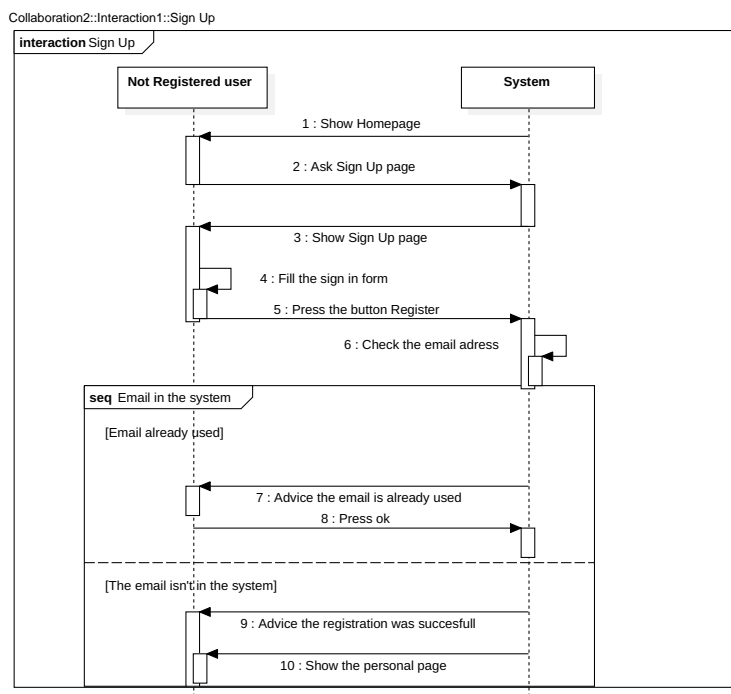 Collaboration2::Interaction1::Sign Up
interaction Sign Up
Not Registered user
System
1 : Show Homepage
2 : Ask Sign Up page
3 : Show Sign Up page
4 : Fill the sign in form
5 : Press the button Register
6 : Check the email adress
seq Email in the system
[Email already used]
7 : Advice the email is already used
8 : Press ok
[The email isn't in the system]
9 : Advice the registration was succesfull
10 : Show the personal page